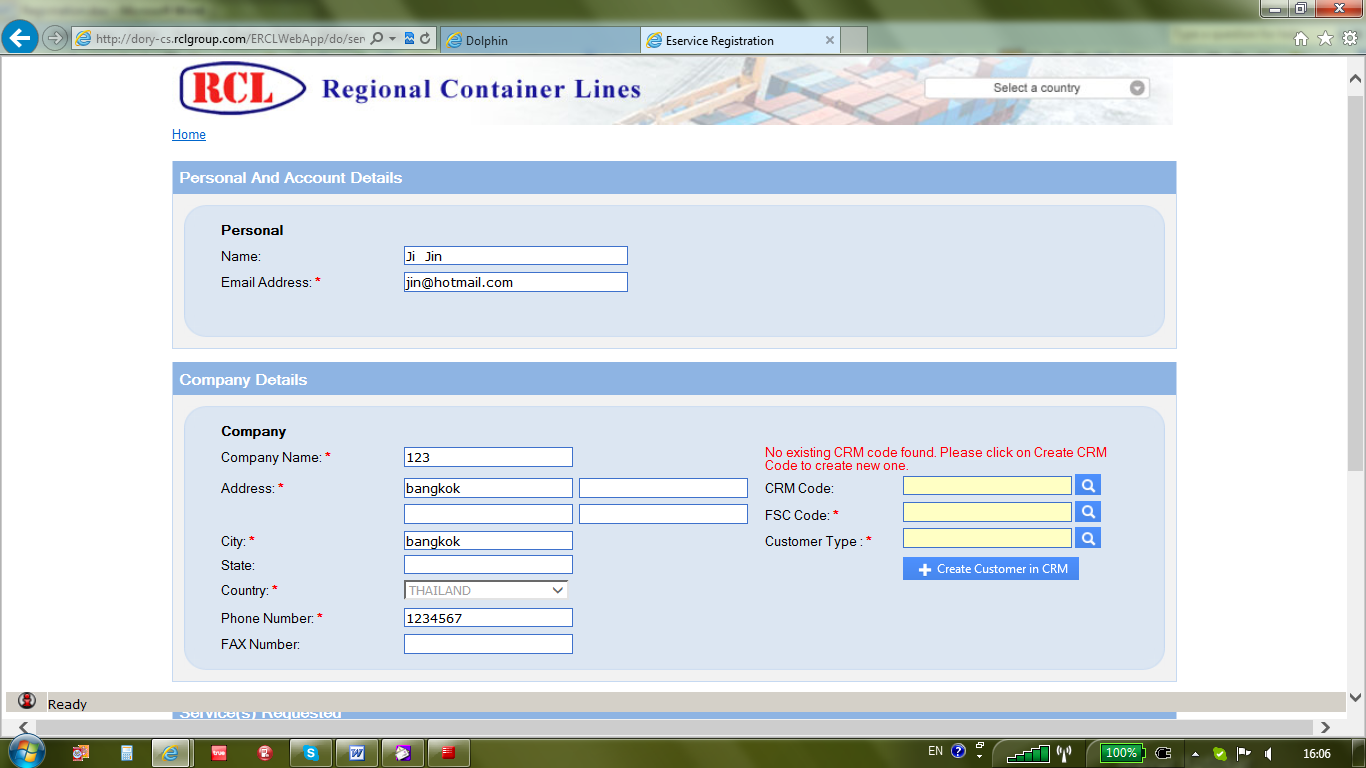 http://dory-cs.rclgroup.com/ERCLWebApp/do/ser
Dolphin
Eservice Registration
RCL Regional Container Lines
Select a country
Home
Personal And Account Details
Personal
Name: Ji Jin
Email Address: * jin@hotmail.com
Company Details
Company
Company Name: * 123
Address: * bangkok
City: * bangkok
State:
Country: * THAILAND
Phone Number: * 1234567
FAX Number:
No existing CRM code found. Please click on Create CRM
Code to create new one.
CRM Code:
FSC Code: *
Customer Type : *
Create Customer in CRM
Ready
Service(s) Requested
EN
100%
16:06